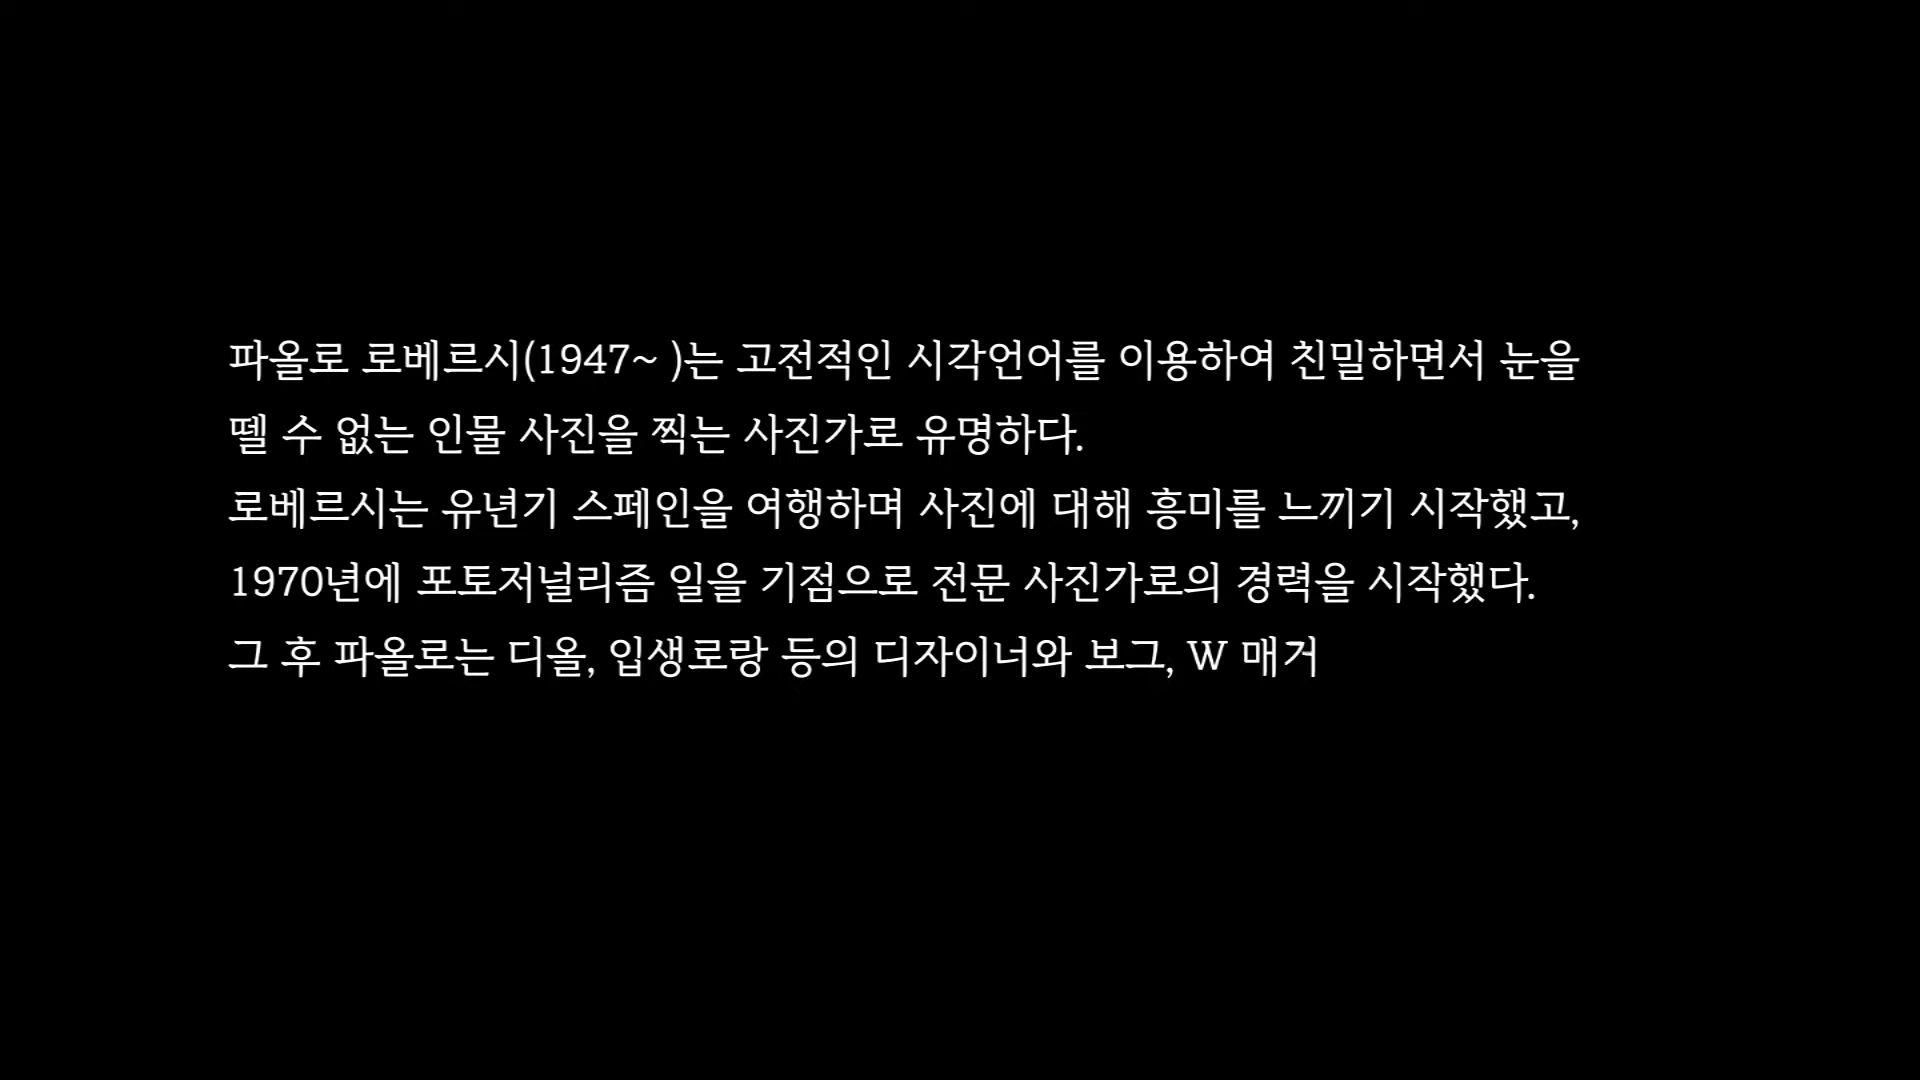 파올로 로베르시(1947~ )는 고전적인 시각언어를 이용하여 친밀하면서 눈을
뗄 수 없는 인물 사진을 찍는 사진가로 유명하다.
로베르시는 유년기 스페인을 여행하며 사진에 대해 흥미를 느끼기 시작했고,
1970년에 포토저널리즘 일을 기점으로 전문 사진가로의 경력을 시작했다.
그 후 파올로는 디올, 입생로랑 등의 디자이너와 보그, W 매거